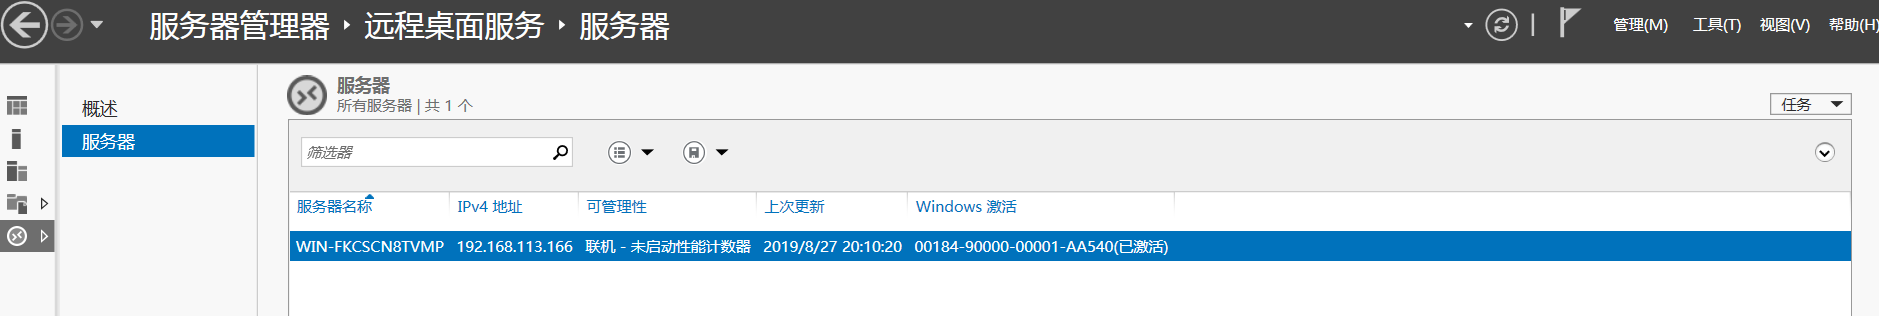 服务器管理器 ‣ 远程桌面服务 ‣ 服务器
管理(M) 工具(T) 视图(V) 帮助(H)
概述
服务器
服务器
所有服务器 | 共 1 个
任务
筛选器
服务器名称 IPv4 地址 可管理性 上次更新 Windows 激活
WIN-FKCSCN8TVMP 192.168.113.166 联机 - 未启动性能计数器 2019/8/27 20:10:20 00184-90000-00001-AA540(已激活)